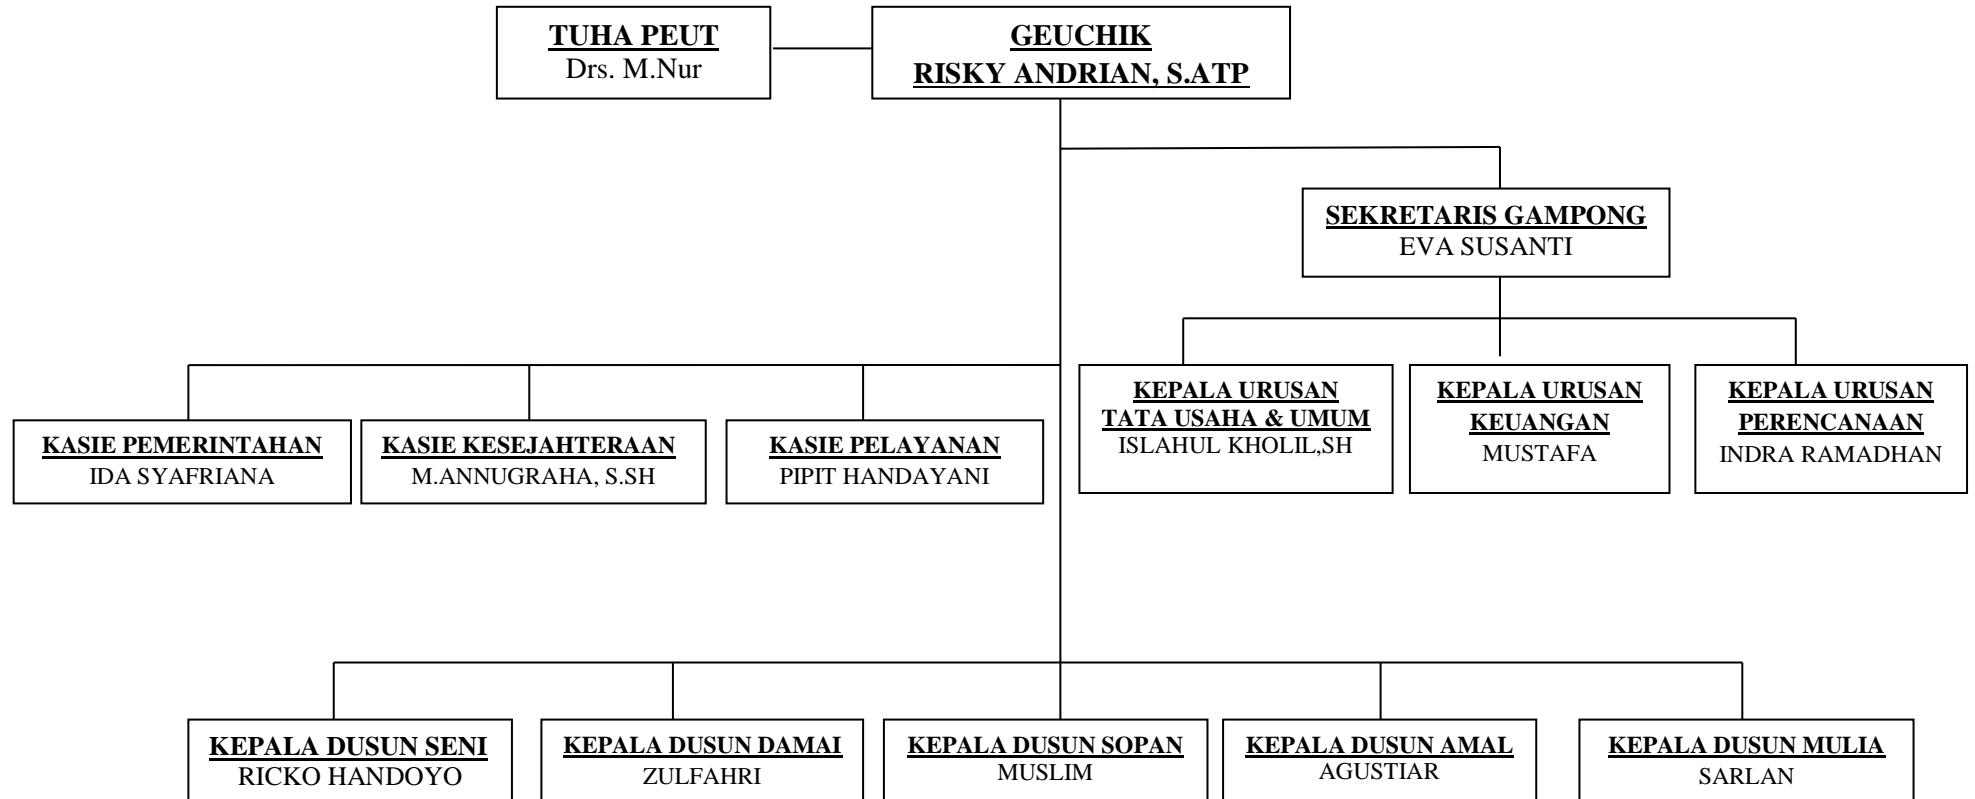 TUHA PEUT
Drs. M.Nur
GEUCHIK
RISKY ANDRIAN, S.ATP
SEKRETARIS GAMPONG
EVA SUSANTI
KEPALA URUSAN
TATA USAHA & UMUM
ISLAHUL KHOLIL,SH
KEPALA URUSAN
KEUANGAN
MUSTAFA
KEPALA URUSAN
PERENCANAAN
INDRA RAMADHAN
KASIE PEMERINTAHAN
IDA SYAFRIANA
KASIE KESEJAHTERAAN
M.ANNUGRAHA, S.SH
KASIE PELAYANAN
PIPIT HANDAYANI
KEPALA DUSUN SENI
RICKO HANDOYO
KEPALA DUSUN DAMAI
ZULFAHRI
KEPALA DUSUN SOPAN
MUSLIM
KEPALA DUSUN AMAL
AGUSTIAR
KEPALA DUSUN MULIA
SARLAN